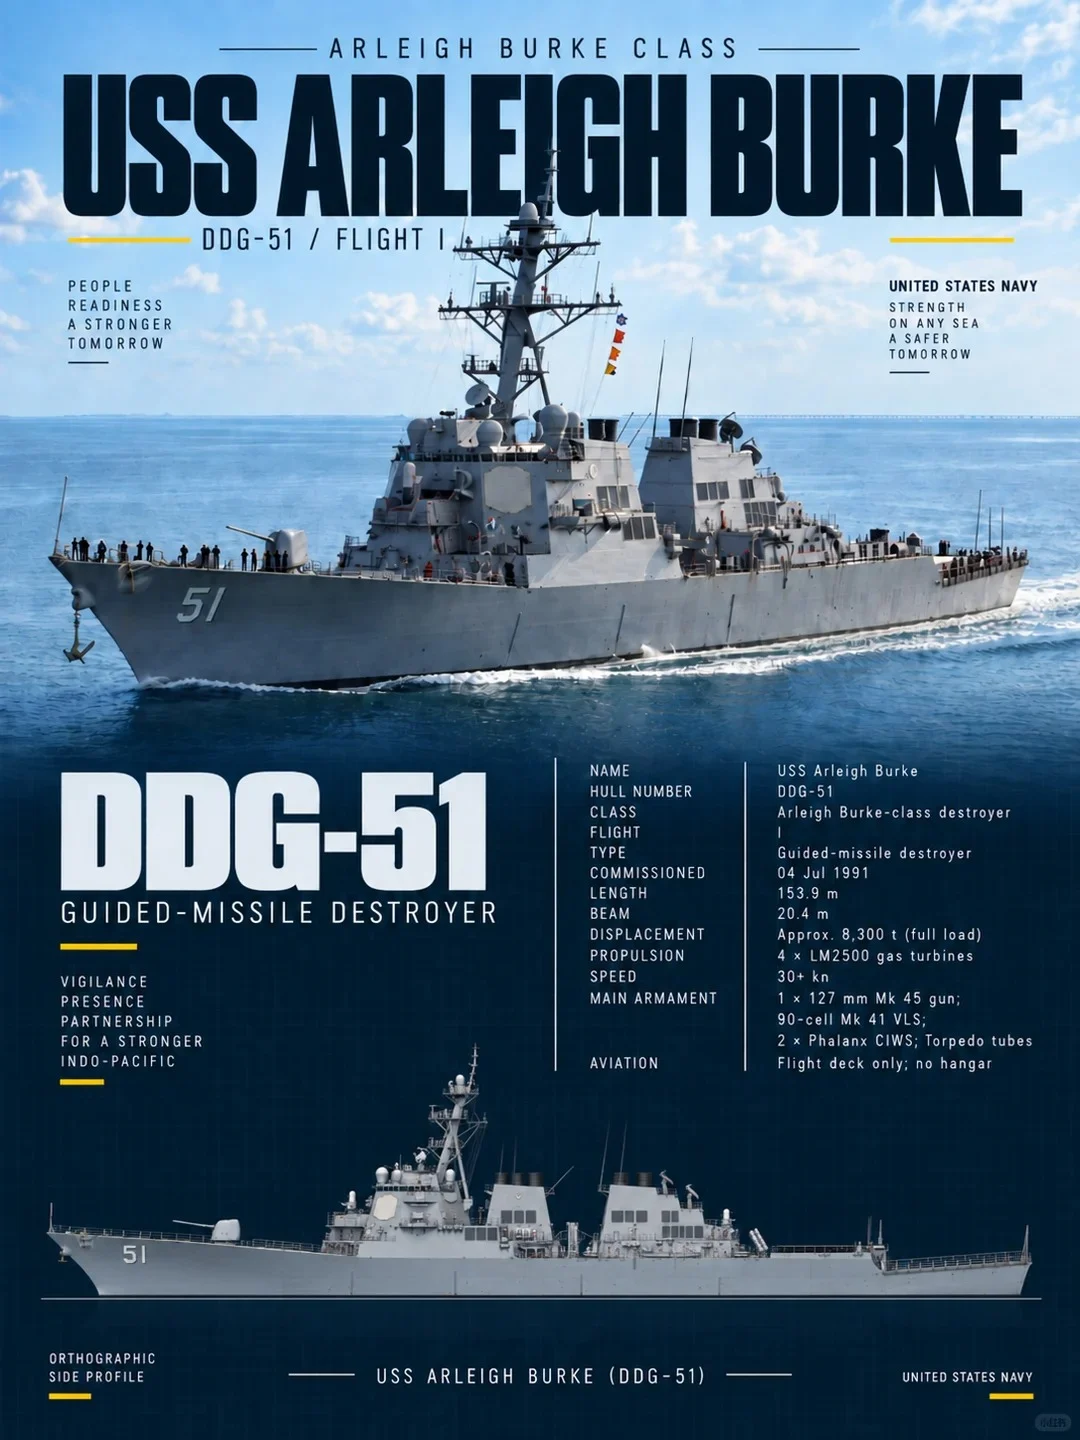 ARLEIGH BURKE CLASS
USS ARLEIGH BURKE
DDG-51 / FLIGHT I
PEOPLE
READINESS
A STRONGER
TOMORROW
UNITED STATES NAVY
STRENGTH
ON ANY SEA
A SAFER
TOMORROW
51
DDG-51
GUIDED-MISSILE DESTROYER
VIGILANCE
PRESENCE
PARTNERSHIP
FOR A STRONGER
INDO-PACIFIC
NAME USS Arleigh Burke
HULL NUMBER DDG-51
CLASS Arleigh Burke-class destroyer
FLIGHT I
TYPE Guided-missile destroyer
COMMISSIONED 04 Jul 1991
LENGTH 153.9 m
BEAM 20.4 m
DISPLACEMENT Approx. 8,300 t (full load)
PROPULSION 4 × LM2500 gas turbines
SPEED 30+ kn
MAIN ARMAMENT 1 × 127 mm Mk 45 gun;
90-cell Mk 41 VLS;
2 × Phalanx CIWS; Torpedo tubes
AVIATION Flight deck only; no hangar
51
ORTHOGRAPHIC
SIDE PROFILE
USS ARLEIGH BURKE (DDG-51)
UNITED STATES NAVY